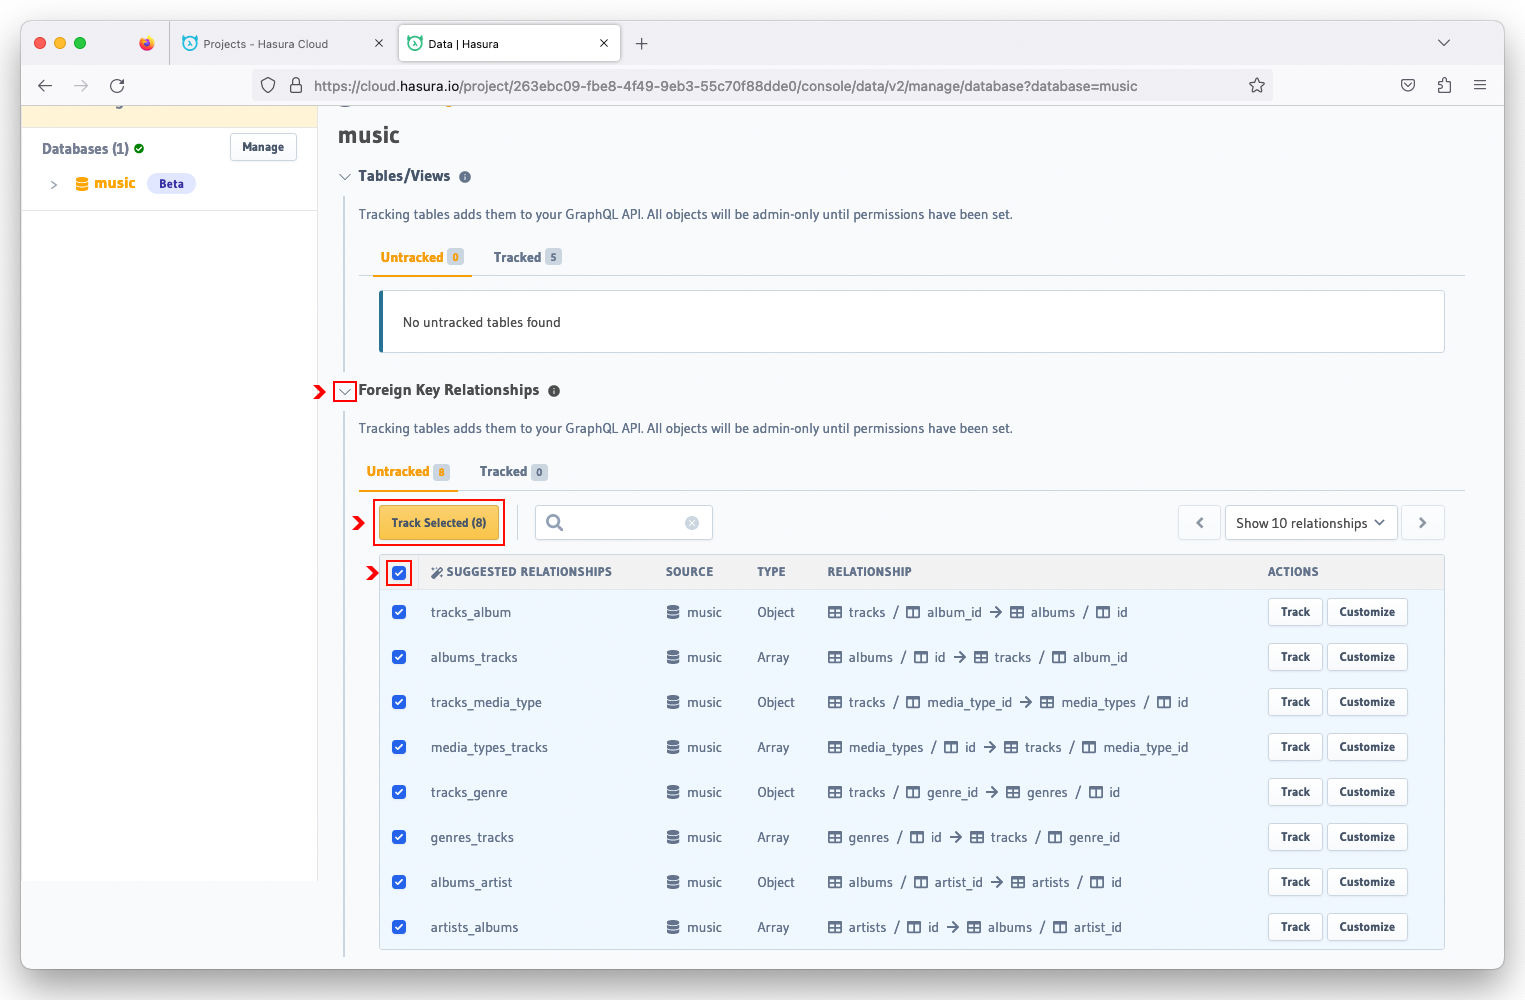 Projects - Hasura Cloud
Data | Hasura
https://cloud.hasura.io/project/263ebc09-fbe8-4f49-9eb3-55c70f88dde0/console/data/v2/manage/database?database=music
Databases (1)
Manage
music Beta
music
Tables/Views
Tracking tables adds them to your GraphQL API. All objects will be admin-only until permissions have been set.
Untracked 0 Tracked 5
No untracked tables found
Foreign Key Relationships
Tracking tables adds them to your GraphQL API. All objects will be admin-only until permissions have been set.
Untracked 8 Tracked 0
Track Selected (8)
Show 10 relationships
SUGGESTED RELATIONSHIPS SOURCE TYPE RELATIONSHIP ACTIONS
tracks_album music Object tracks / album_id → albums / id Track Customize
albums_tracks music Array albums / id → tracks / album_id Track Customize
tracks_media_type music Object tracks / media_type_id → media_types / id Track Customize
media_types_tracks music Array media_types / id → tracks / media_type_id Track Customize
tracks_genre music Object tracks / genre_id → genres / id Track Customize
genres_tracks music Array genres / id → tracks / genre_id Track Customize
albums_artist music Object albums / artist_id → artists / id Track Customize
artists_albums music Array artists / id → albums / artist_id Track Customize